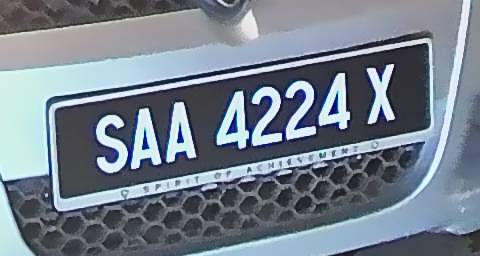 SAA 4224 X
SPIRIT OF ACHIEVEMENT